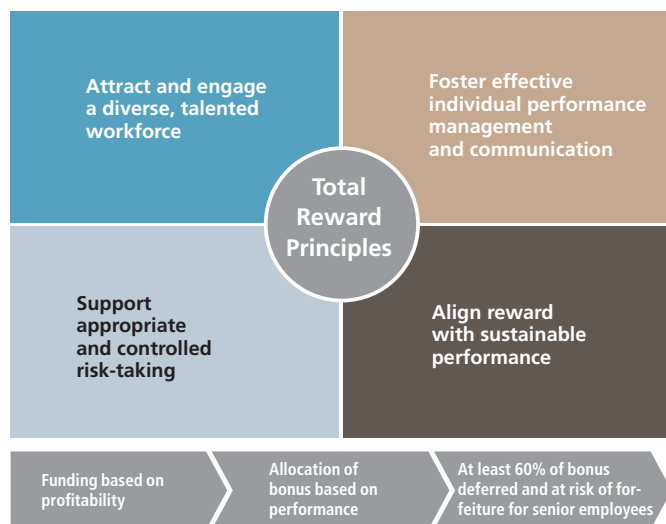 Attract and engage
a diverse, talented
workforce
Foster effective
individual performance
management
and communication
Total
Reward
Principles
Support
appropriate
and controlled
risk-taking
Align reward
with sustainable
performance
Funding based on
profitability
Allocation of
bonus based on
performance
At least 60% of bonus
deferred and at risk of for-
feiture for senior employees